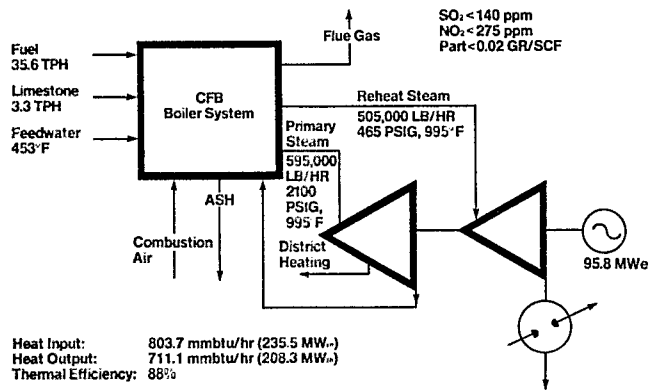 SO₂<140 ppm
NO₂<275 ppm
Part<0.02 GR/SCF
Flue Gas
Fuel
35.6 TPH
Limestone
3.3 TPH
Feedwater
453°F
CFB
Boiler System
Reheat Steam
505,000 LB/HR
465 PSIG, 995°F
Primary
Steam
595,000
LB/HR
2100
PSIG,
995°F
ASH
Combustion
Air
District
Heating
95.8 MWe
Heat Input: 803.7 mmbtu/hr (235.5 MWₜₕ)
Heat Output: 711.1 mmbtu/hr (208.3 MWₜₕ)
Thermal Efficiency: 88%